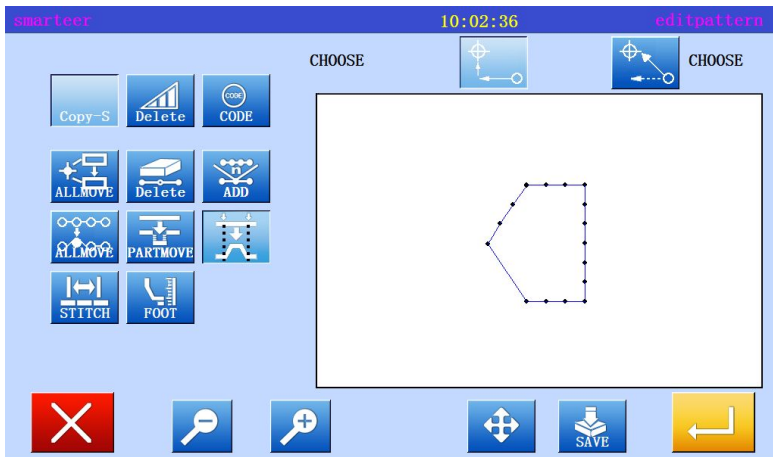 smarteer 10:02:36 editpattern
CHOOSE CHOOSE
Copy-S Delete CODE CODE
ALLMOVE Delete n ADD
ALLMOVE PARTMOVE
STITCH FOOT
SAVE